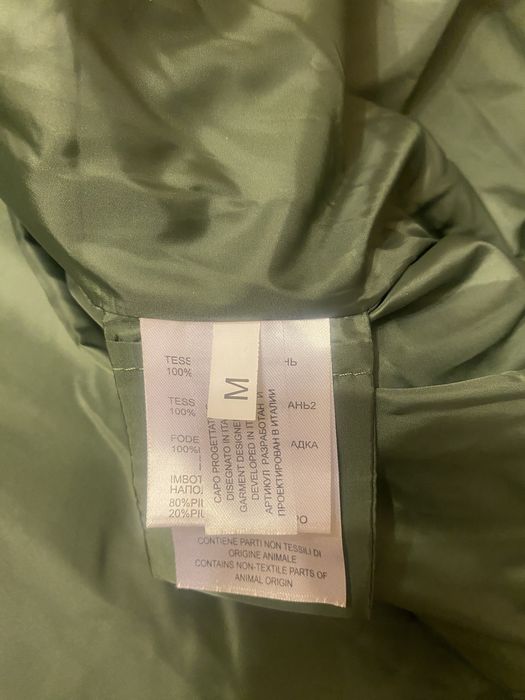 TESS
100%
TESS
100%
FODE
100%
IMBOT
НАПОЛ
80%PIU
20%PIU
НЬ
АНЬ2
АДКА
РО
M
CAPO PROGETTAT
DISEGNATO IN ITAL
GARMENT DESIGNE
DEVELOPED IN ITA
АРТИКУЛ РАЗРАБОТАН И
ПРОЕКТИРОВАН В ИТАЛИИ
CONTIENE PARTI NON TESSILI DI
ORIGINE ANIMALE
CONTAINS NON-TEXTILE PARTS OF
ANIMAL ORIGIN